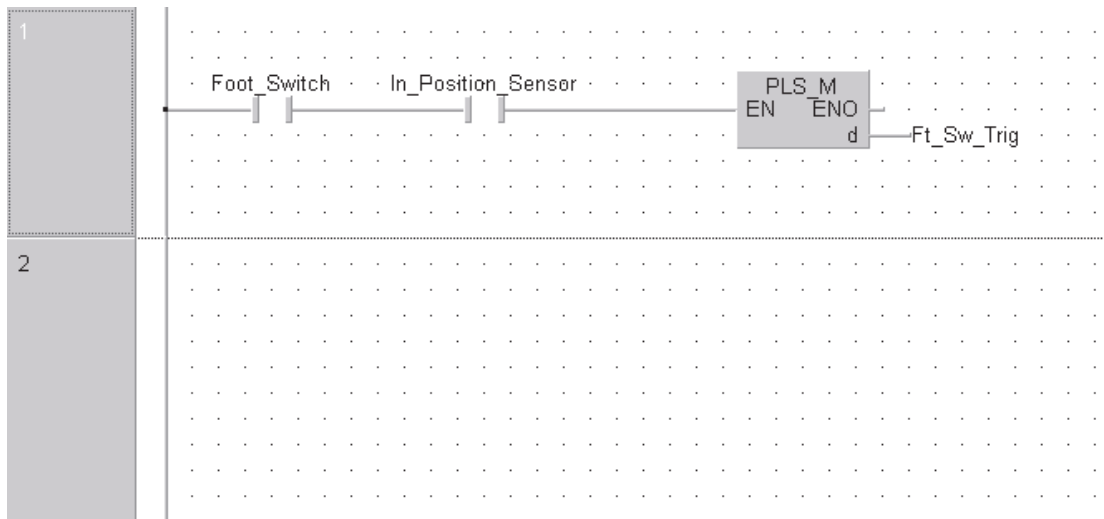 1
Foot_Switch In_Position_Sensor
PLS_M
EN ENO
d Ft_Sw_Trig
2